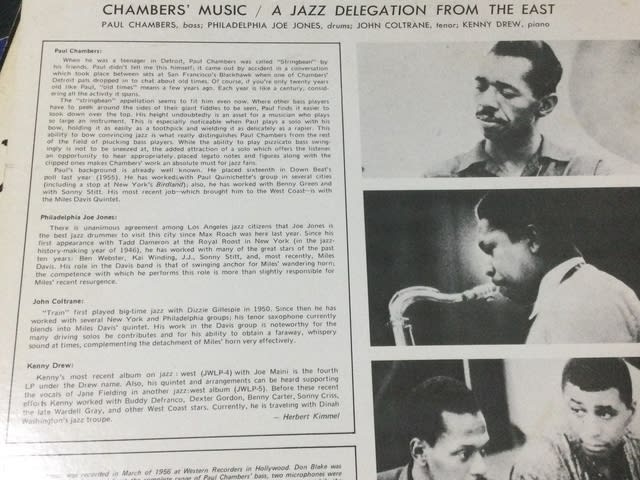 CHAMBERS' MUSIC / A JAZZ DELEGATION FROM THE EAST
PAUL CHAMBERS, bass; PHILADELPHIA JOE JONES, drums; JOHN COLTRANE, tenor; KENNY DREW, piano
Paul Chambers:
When he was a teenager in Detroit, Paul Chambers was called "Stringbean" by
his friends. Paul didn't tell me this himself; it came out by accident in a conversation
which took place between sets at San Francisco's Blackhawk when one of Chambers'
Detroit pals dropped in to chat about old times. Of course, if you're only twenty years
old like Paul, "old times" means a few years ago. Each year is like a century, consid-
ering all the activity it spans.
The "stringbean" appellation seems to fit him even now. Where other bass players
have to peek around the sides of their giant fiddles to be seen, Paul finds it easier to
look down over the top. His height undoubtedly is an asset for a musician who plays
so large an instrument. This is especially noticeable when Paul plays a solo with his
bow, holding it as easily as a toothpick and wielding it as delicately as a rapier. This
ability to bow convincing jazz is what really distinguishes Paul Chambers from the rest
of the field of plucking bass players. While the ability to play pizzicato bass swing-
ingly is not to be sneezed at, the added attraction of a solo which offers the listener
an opportunity to hear appropriately placed legato notes and figures along with the
clipped ones makes Chambers' work an absolute must for jazz fans.
Paul's background is already well known. He placed sixteenth in Down Beat's
poll last year (1955). He has worked with Paul Quinichette's group in several cities
(including a stop at New York's Birdland); also, he has worked with Benny Green and
with Sonny Stitt. His most recent job—which brought him to the West Coast—is with
the Miles Davis Quintet.
Philadelphia Joe Jones:
There is unanimous agreement among Los Angeles jazz citizens that Joe Jones is
the best jazz drummer to visit this city since Max Roach was here last year. Since his
first appearance with Tadd Dameron at the Royal Roost in New York (in the jazz-
history-making year of 1946), he has worked with many of the great stars of the past
ten years: Ben Webster, Kai Winding, J.J., Sonny Stitt, and, most recently, Miles
Davis. His role in the Davis band is that of swinging anchor for Miles' wandering horn;
the competence with which he performs this role is more than slightly responsible for
Miles' recent resurgence.
John Coltrane:
"Train" first played big-time jazz with Dizzie Gillespie in 1950. Since then he has
worked with several New York and Philadelphia groups; his tenor saxophone currently
blends into Miles Davis' quintet. His work in the Davis group is noteworthy for the
many driving solos he contributes and for his ability to obtain a faraway, whispery
sound at times, complementing the detachment of Miles' horn very effectively.
Kenny Drew:
Kenny's most recent album on jazz : west (JWLP-4) with Joe Maini is the fourth
LP under the Drew name. Also, his quintet and arrangements can be heard supporting
the vocals of Jane Fielding in another jazz:west album (JWLP-5). Before these recent
efforts Kenny worked with Buddy Defranco, Dexter Gordon, Benny Carter, Sonny Criss,
the late Wardell Gray, and other West Coast stars. Currently, he is traveling with Dinah
Washington's jazz troupe.
— Herbert Kimmel
was recorded in March of 1956 at Western Recorders in Hollywood. Don Blake was
complete range of Paul Chambers' bass, two microphones were